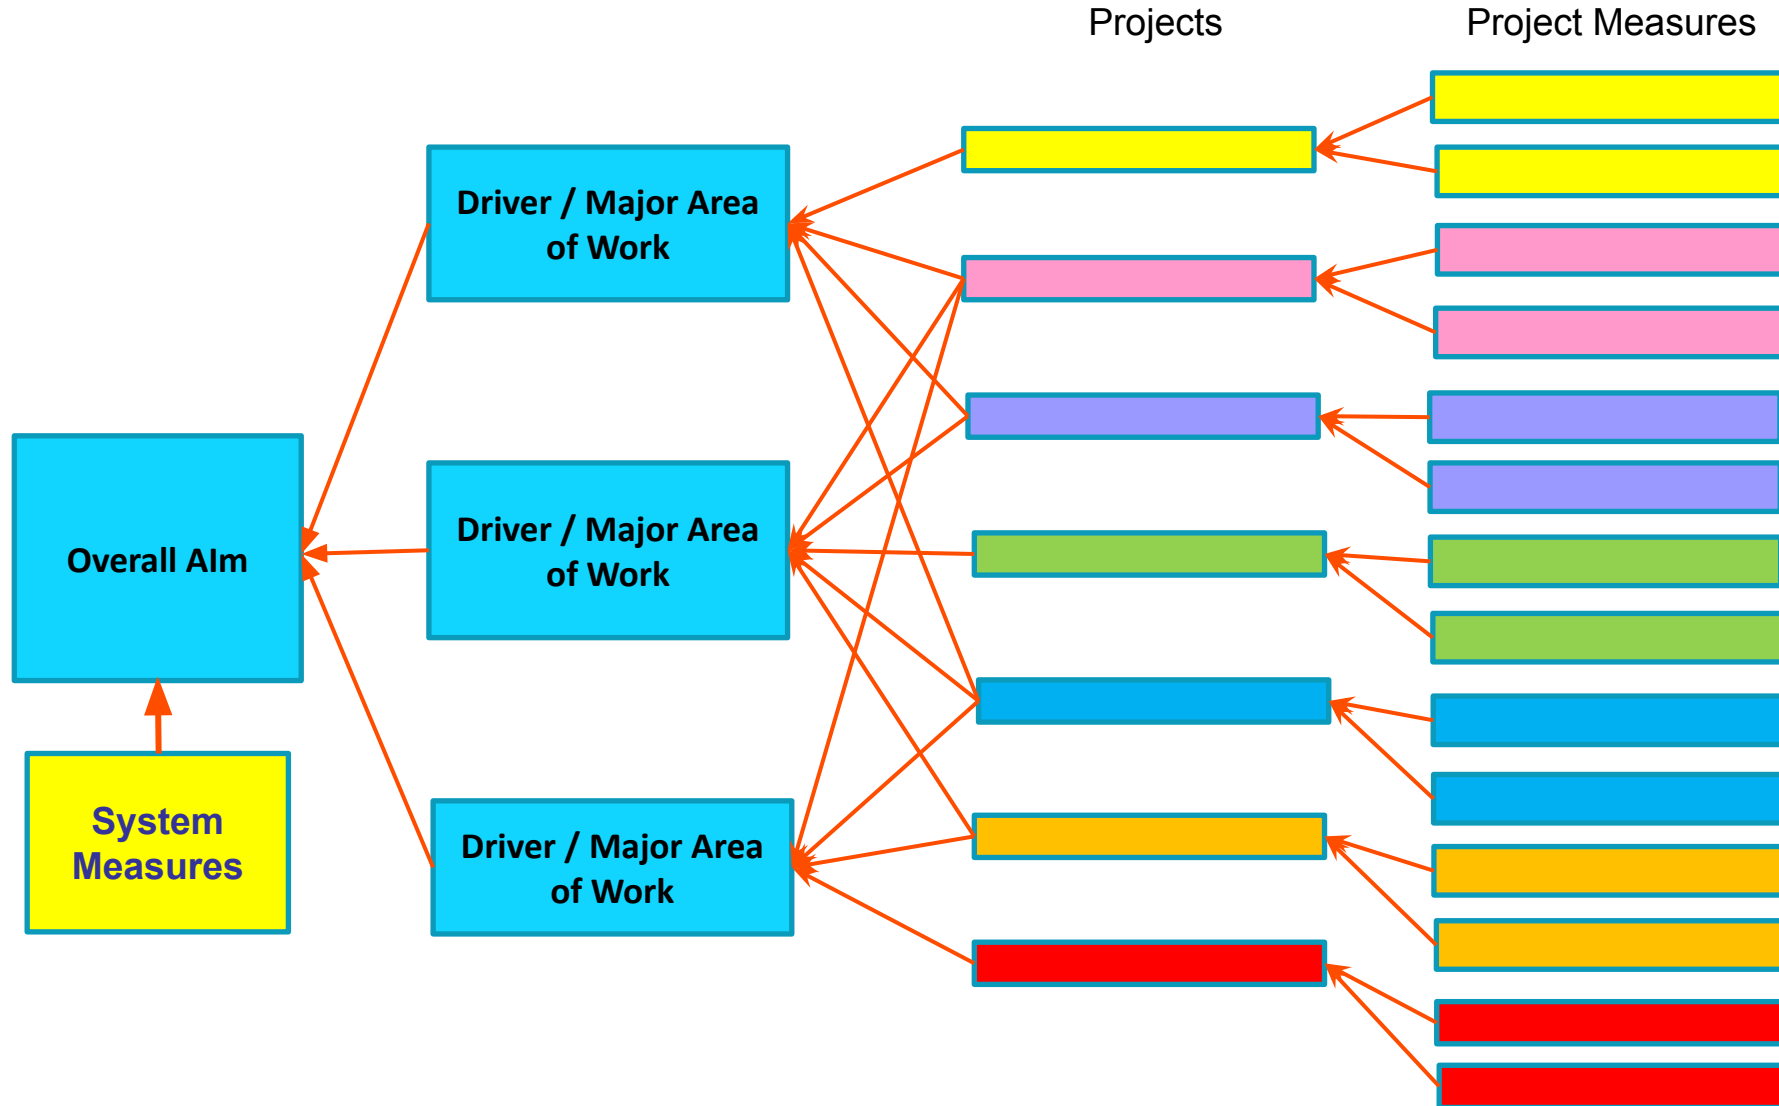 Projects
Project Measures
Driver / Major Area
of Work
Overall AIm
Driver / Major Area
of Work
System
Measures
Driver / Major Area
of Work